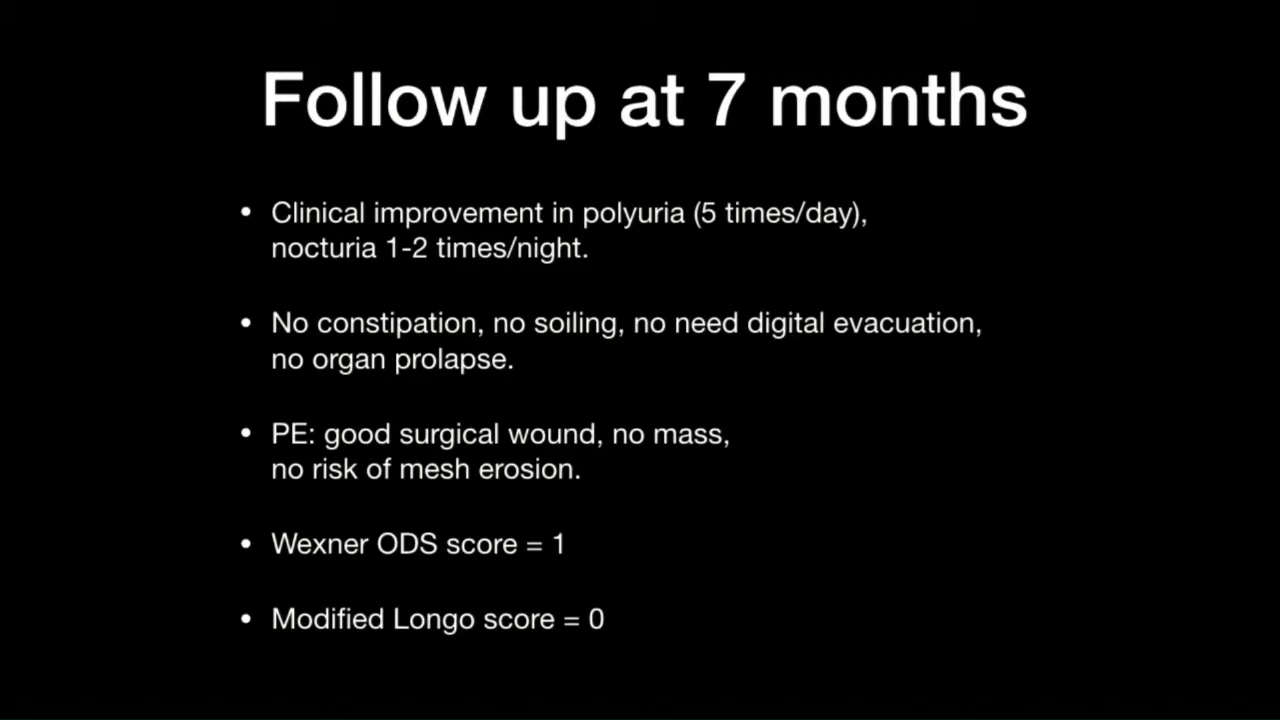 Follow up at 7 months
• Clinical improvement in polyuria (5 times/day),
nocturia 1-2 times/night.
• No constipation, no soiling, no need digital evacuation,
no organ prolapse.
• PE: good surgical wound, no mass,
no risk of mesh erosion.
• Wexner ODS score = 1
• Modified Longo score = 0